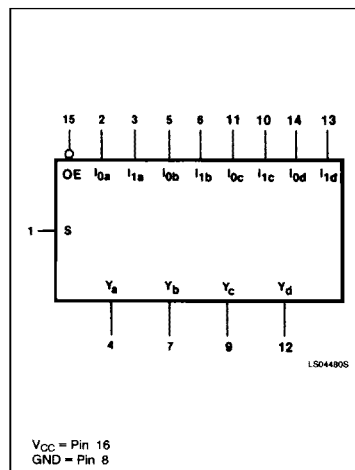 15 2 3 5 6 11 10 14 13
OE I0a I1a I0b I1b I0c I1c I0d I1d
1 S
Ya Yb Yc Yd
4 7 9 12
LS04480S
VCC = Pin 16
GND = Pin 8